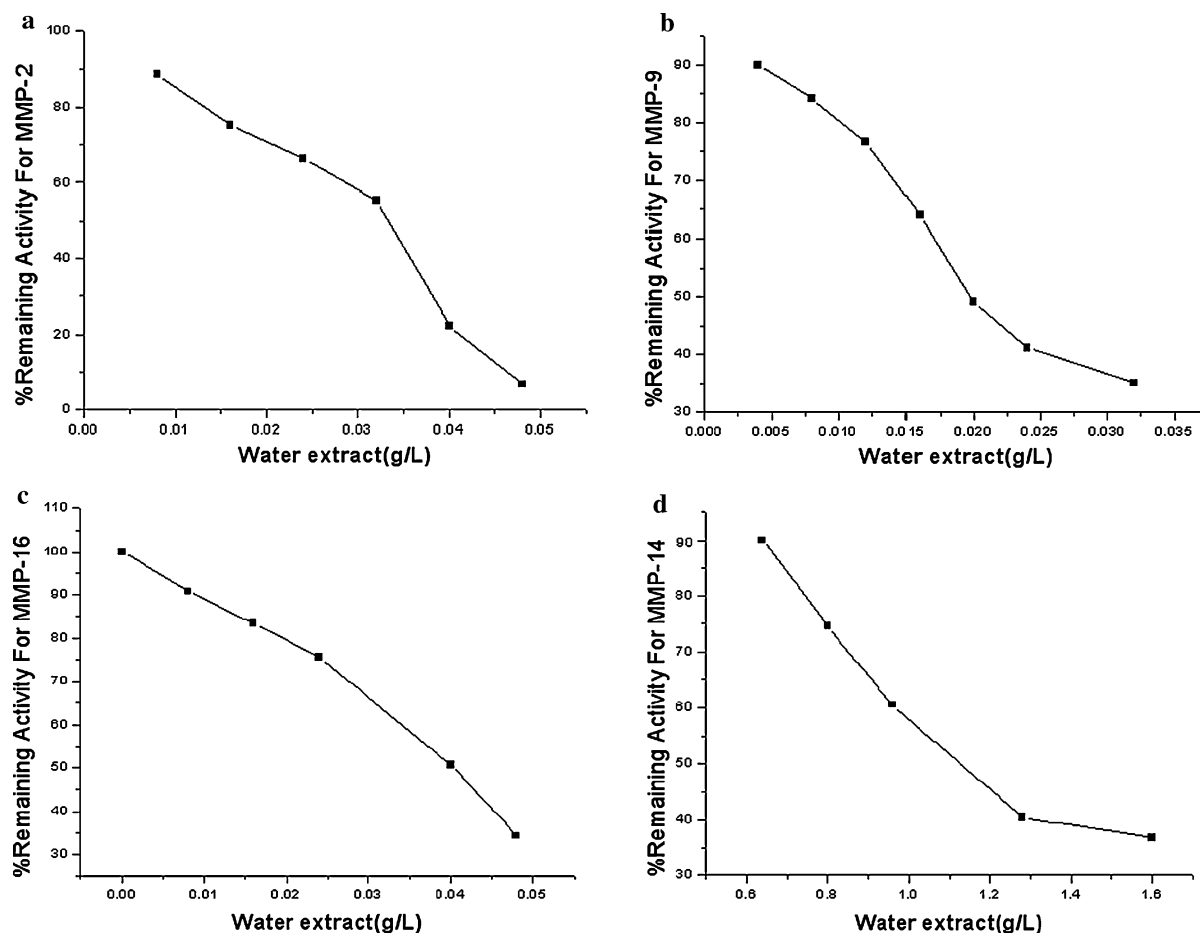 a
%Remaining Activity For MMP-2
100
80
60
40
20
0
0.00 0.01 0.02 0.03 0.04 0.05
Water extract(g/L)
b
%Remaining Activity For MMP-9
90
80
70
60
50
40
30
0.000 0.005 0.010 0.015 0.020 0.025 0.030 0.035
Water extract(g/L)
c
%Remaining Activity For MMP-16
110
100
90
80
70
60
50
40
30
0.00 0.01 0.02 0.03 0.04 0.05
Water extract(g/L)
d
%Remaining Activity For MMP-14
90
80
70
60
50
40
30
0.6 0.8 1.0 1.2 1.4 1.6
Water extract(g/L)